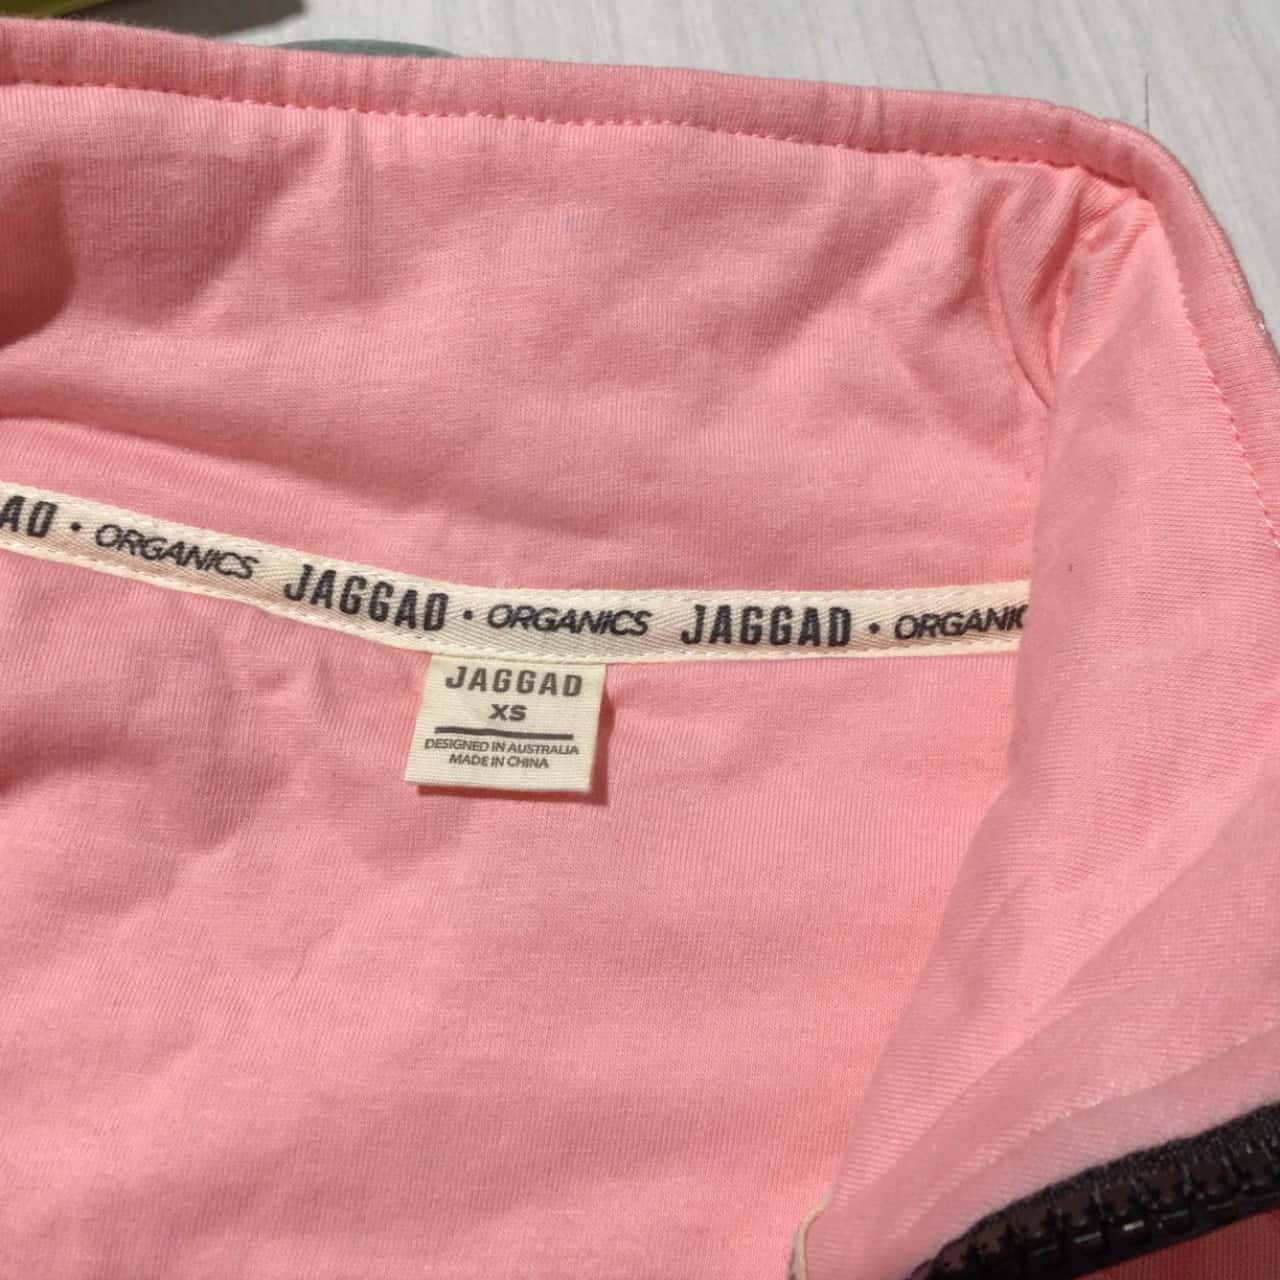 AD • ORGANICS JAGGAD • ORGANICS JAGGAD • ORGANIC
JAGGAD
XS
DESIGNED IN AUSTRALIA
MADE IN CHINA